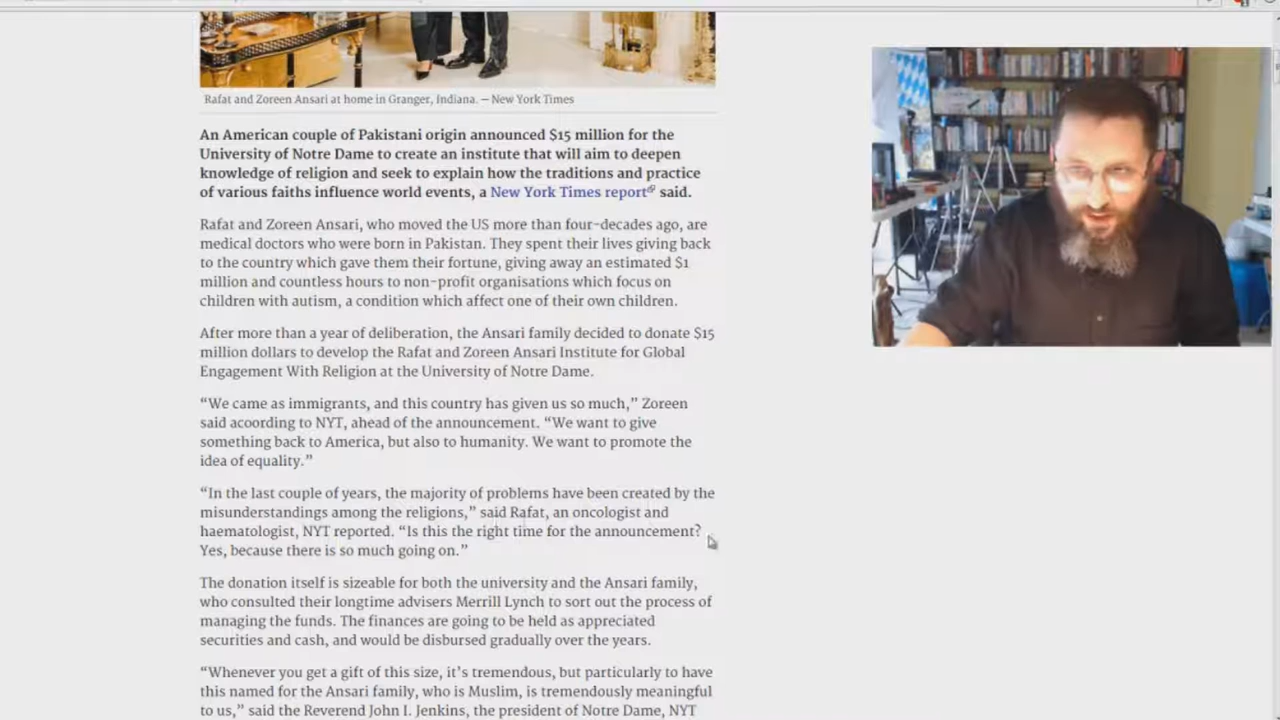 Rafat and Zoreen Ansari at home in Granger, Indiana. — New York Times
An American couple of Pakistani origin announced $15 million for the
University of Notre Dame to create an institute that will aim to deepen
knowledge of religion and seek to explain how the traditions and practice
of various faiths influence world events, a New York Times report said.
Rafat and Zoreen Ansari, who moved the US more than four-decades ago, are
medical doctors who were born in Pakistan. They spent their lives giving back
to the country which gave them their fortune, giving away an estimated $1
million and countless hours to non-profit organisations which focus on
children with autism, a condition which affect one of their own children.
After more than a year of deliberation, the Ansari family decided to donate $15
million dollars to develop the Rafat and Zoreen Ansari Institute for Global
Engagement With Religion at the University of Notre Dame.
“We came as immigrants, and this country has given us so much,” Zoreen
said acoording to NYT, ahead of the announcement. “We want to give
something back to America, but also to humanity. We want to promote the
idea of equality.”
“In the last couple of years, the majority of problems have been created by the
misunderstandings among the religions,” said Rafat, an oncologist and
haematologist, NYT reported. “Is this the right time for the announcement?
Yes, because there is so much going on.”
The donation itself is sizeable for both the university and the Ansari family,
who consulted their longtime advisers Merrill Lynch to sort out the process of
managing the funds. The finances are going to be held as appreciated
securities and cash, and would be disbursed gradually over the years.
“Whenever you get a gift of this size, it’s tremendous, but particularly to have
this named for the Ansari family, who is Muslim, is tremendously meaningful
to us,” said the Reverend John I. Jenkins, the president of Notre Dame, NYT